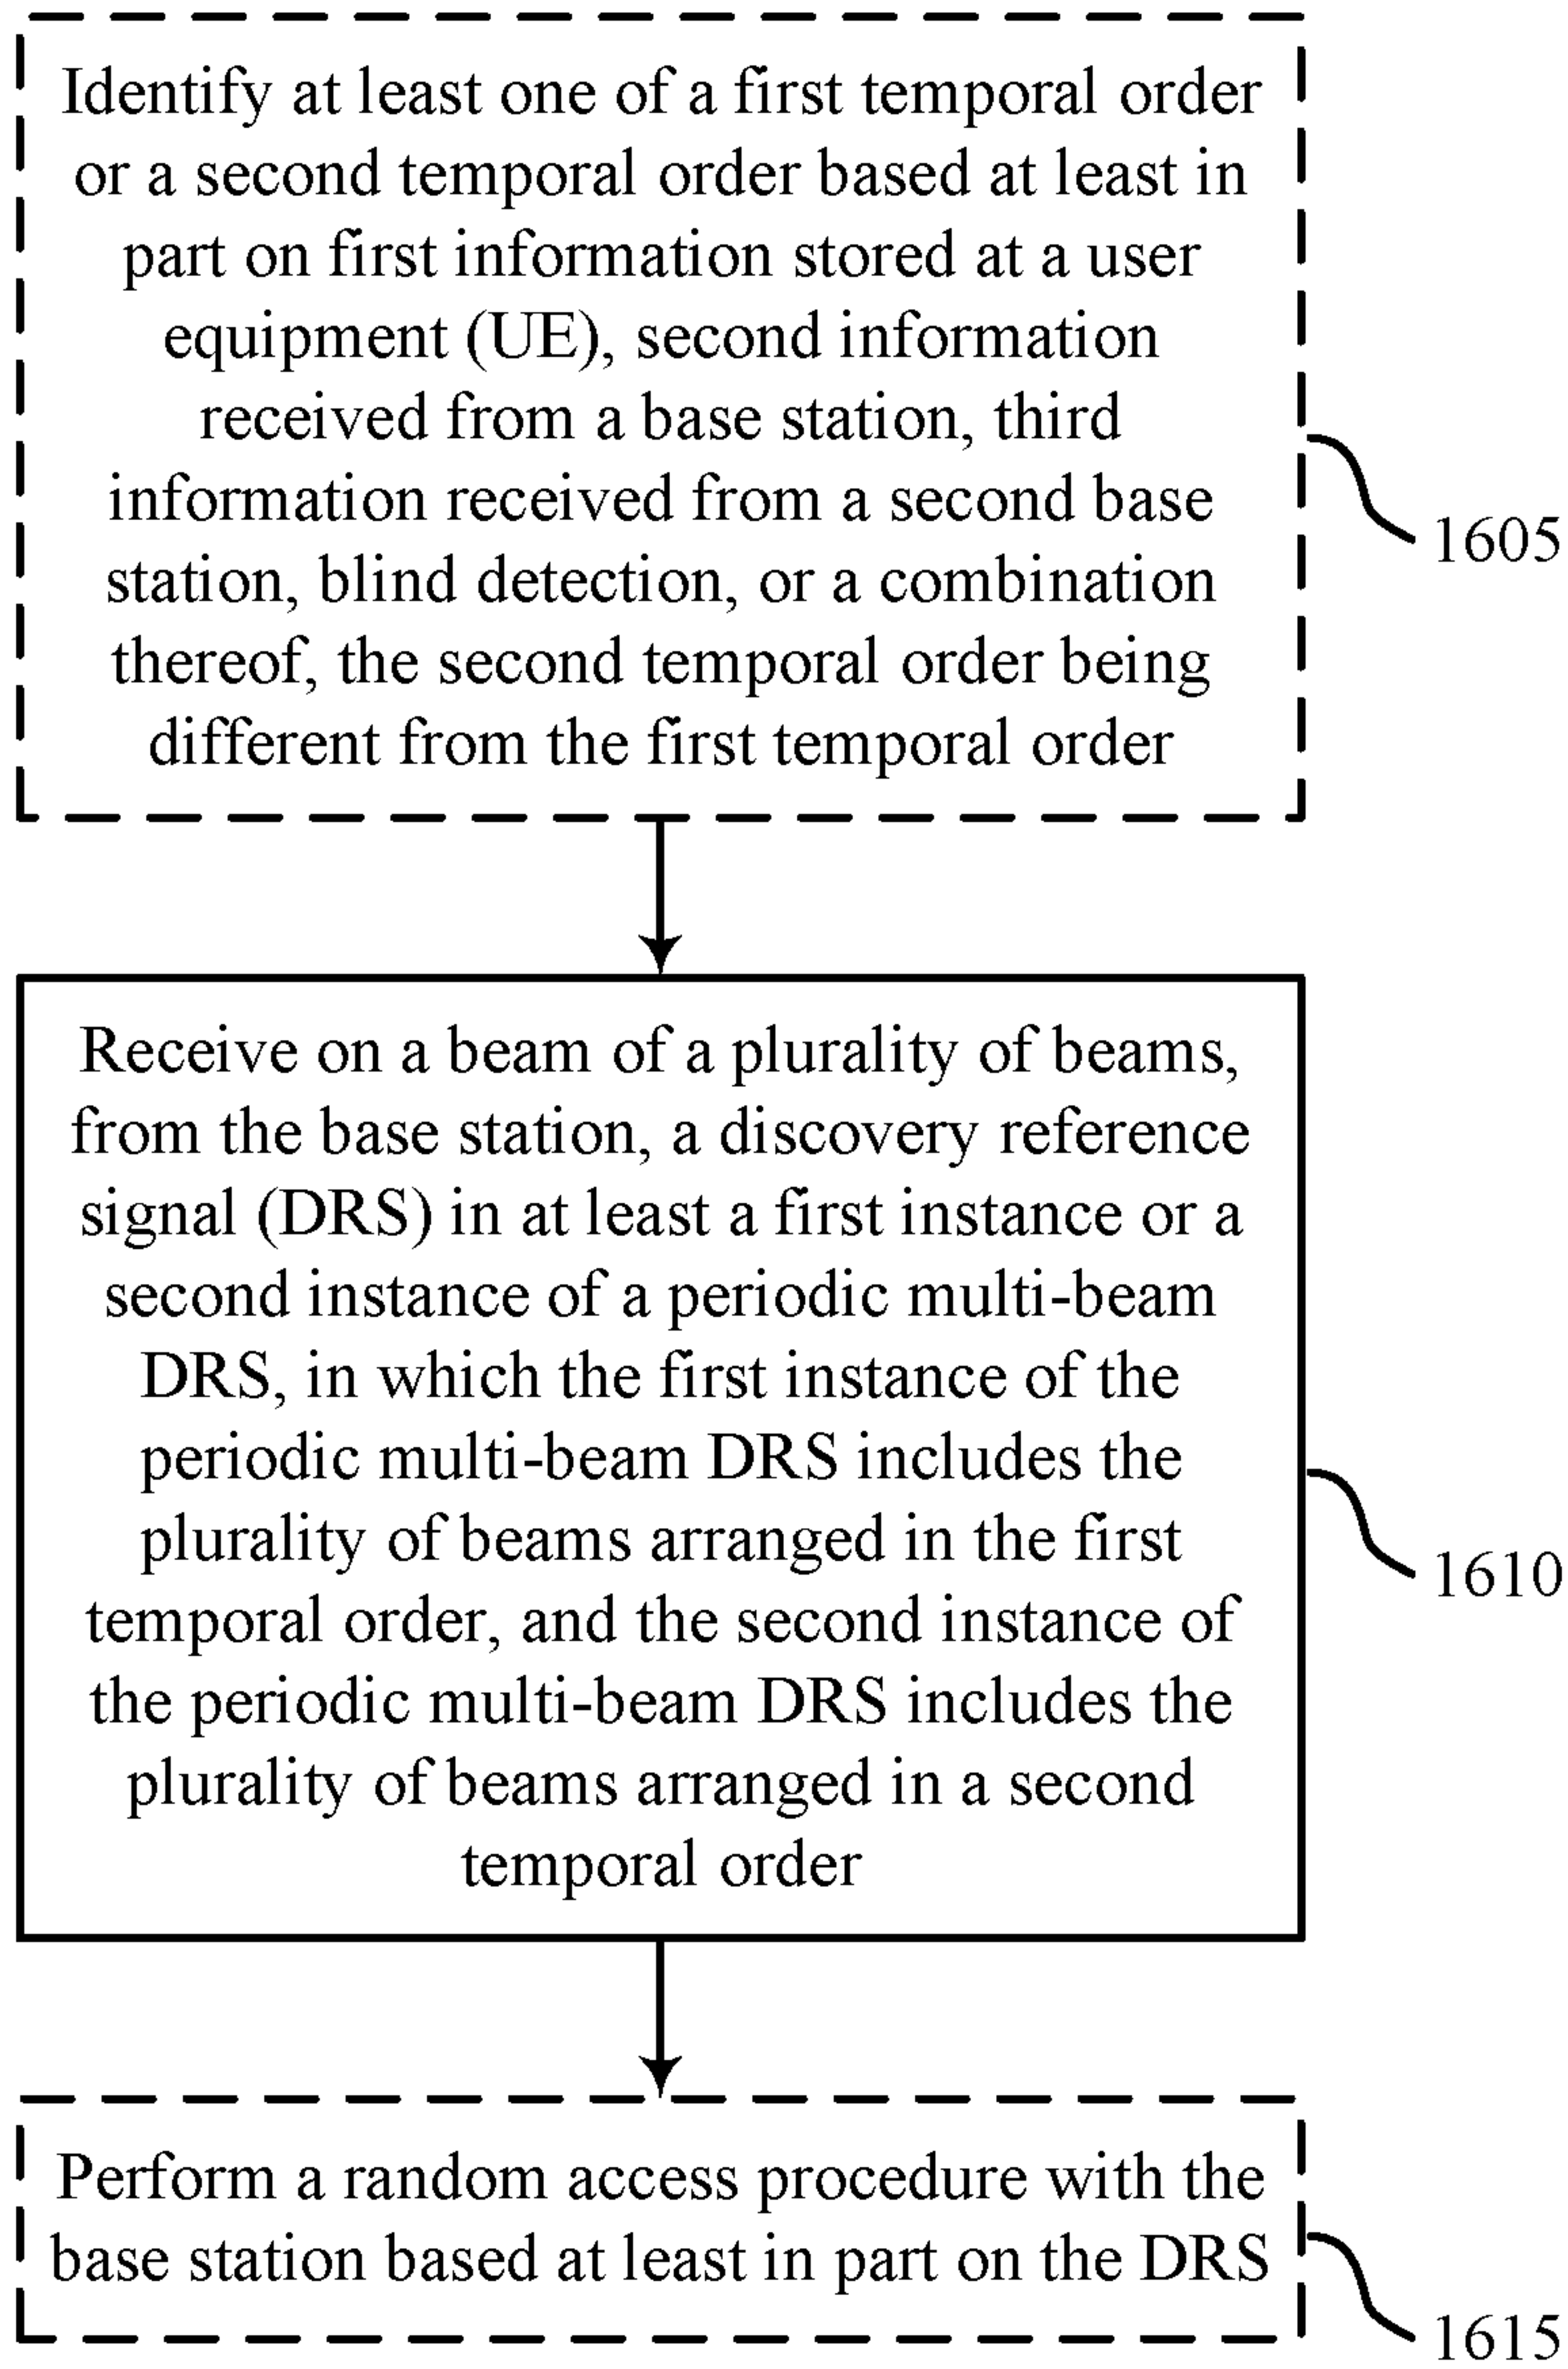 Identify at least one of a first temporal order
or a second temporal order based at least in
part on first information stored at a user
equipment (UE), second information
received from a base station, third
information received from a second base
station, blind detection, or a combination
thereof, the second temporal order being
different from the first temporal order
1605
Receive on a beam of a plurality of beams,
from the base station, a discovery reference
signal (DRS) in at least a first instance or a
second instance of a periodic multi-beam
DRS, in which the first instance of the
periodic multi-beam DRS includes the
plurality of beams arranged in the first
temporal order, and the second instance of
the periodic multi-beam DRS includes the
plurality of beams arranged in a second
temporal order
1610
Perform a random access procedure with the
base station based at least in part on the DRS
1615